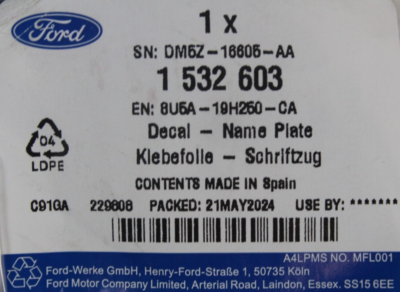 Ford
1 x
SN: DM5Z-16605-AA
1 532 603
EN: 8U5A-19H250-CA
Decal - Name Plate
Klebefolie - Schriftzug
04
LDPE
CONTENTS MADE IN Spain
C91GA 229608 PACKED: 21MAY2024 USE BY: *******
A4LPMS NO. MFL001
Ford-Werke GmbH, Henry-Ford-Straße 1, 50735 Köln
Ford Motor Company Limited, Arterial Road, Laindon, Essex. SS15 6EE